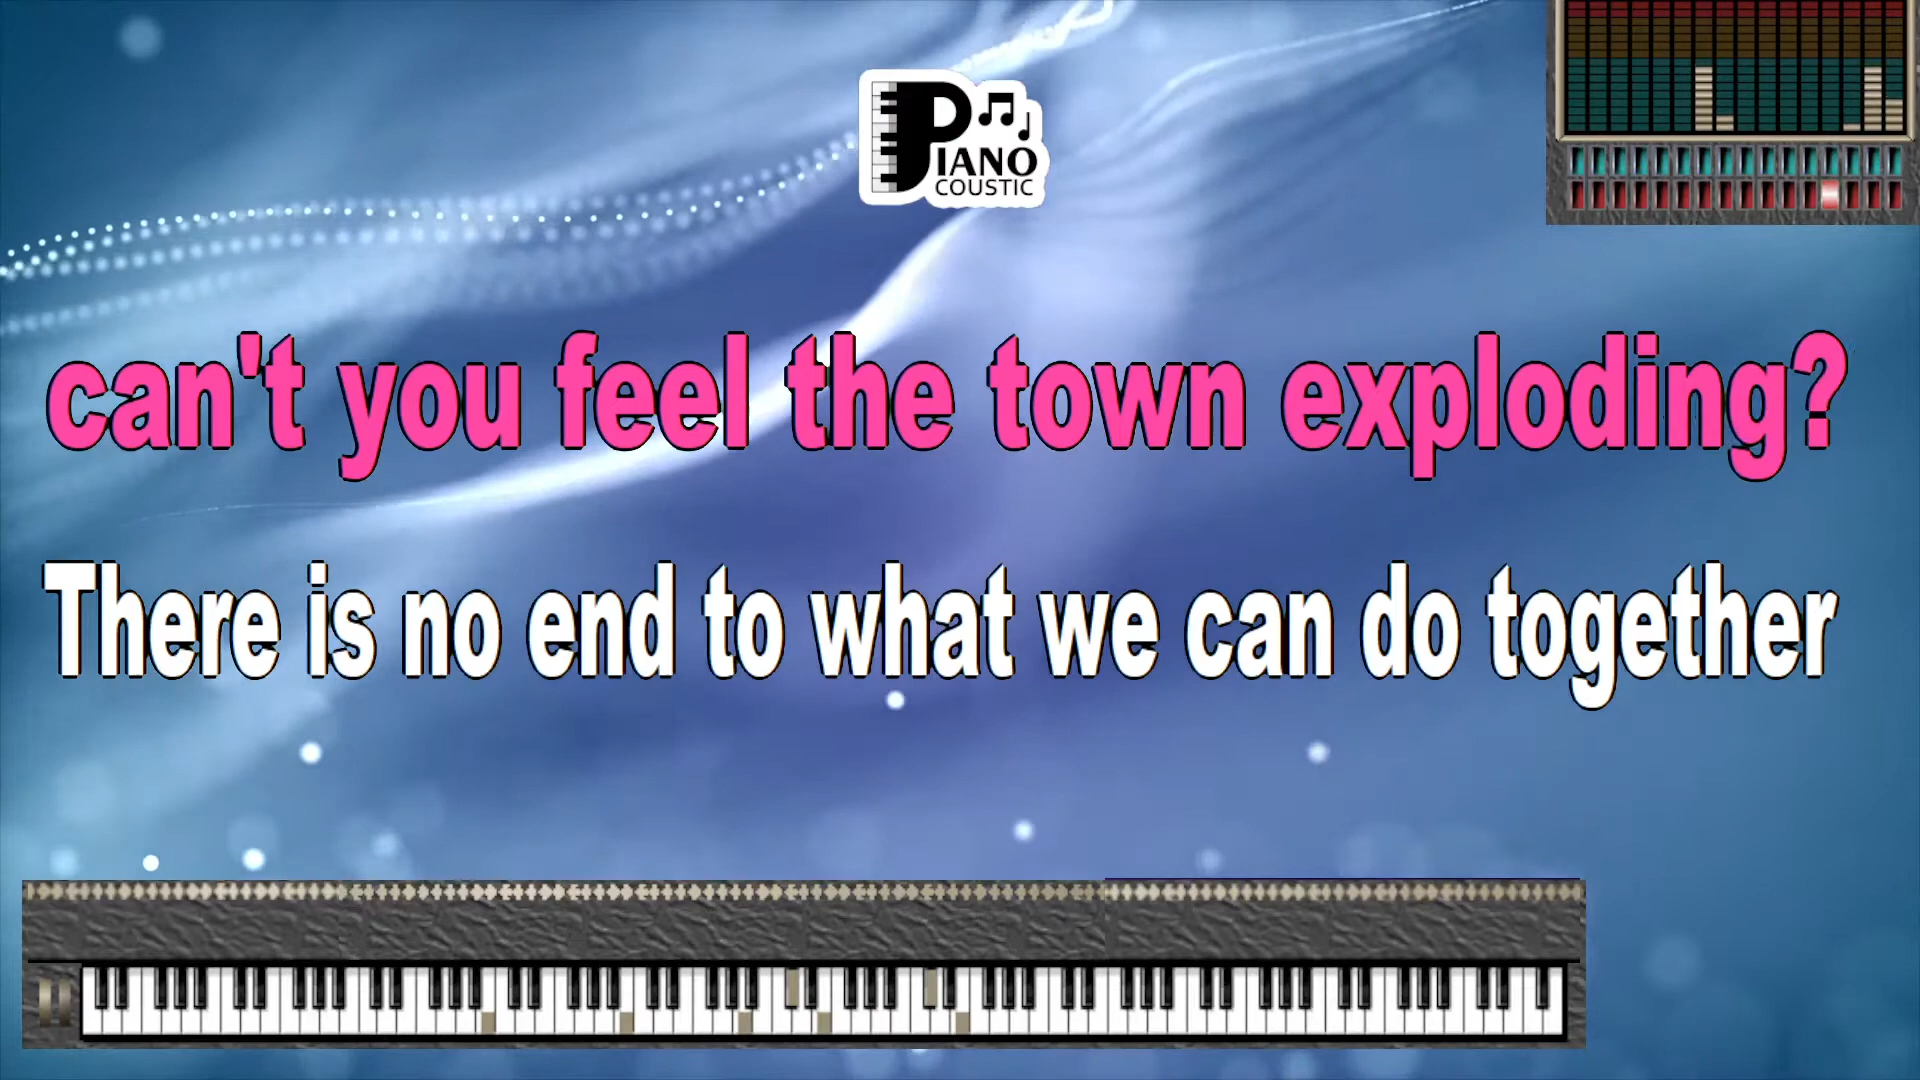 PIANO
COUSTIC
can't you feel the town exploding?
There is no end to what we can do together